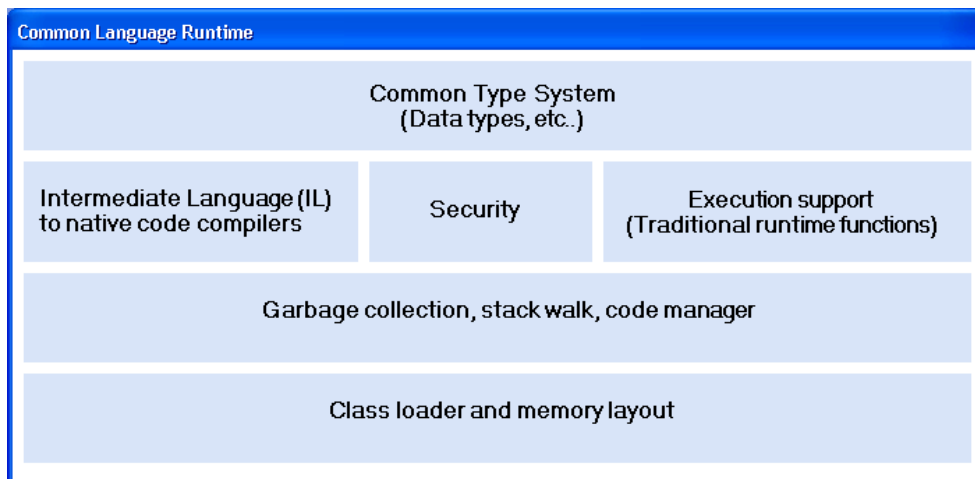 Common Language Runtime
Common Type System
(Data types, etc..)
Intermediate Language (IL)
to native code compilers
Security
Execution support
(Traditional runtime functions)
Garbage collection, stack walk, code manager
Class loader and memory layout